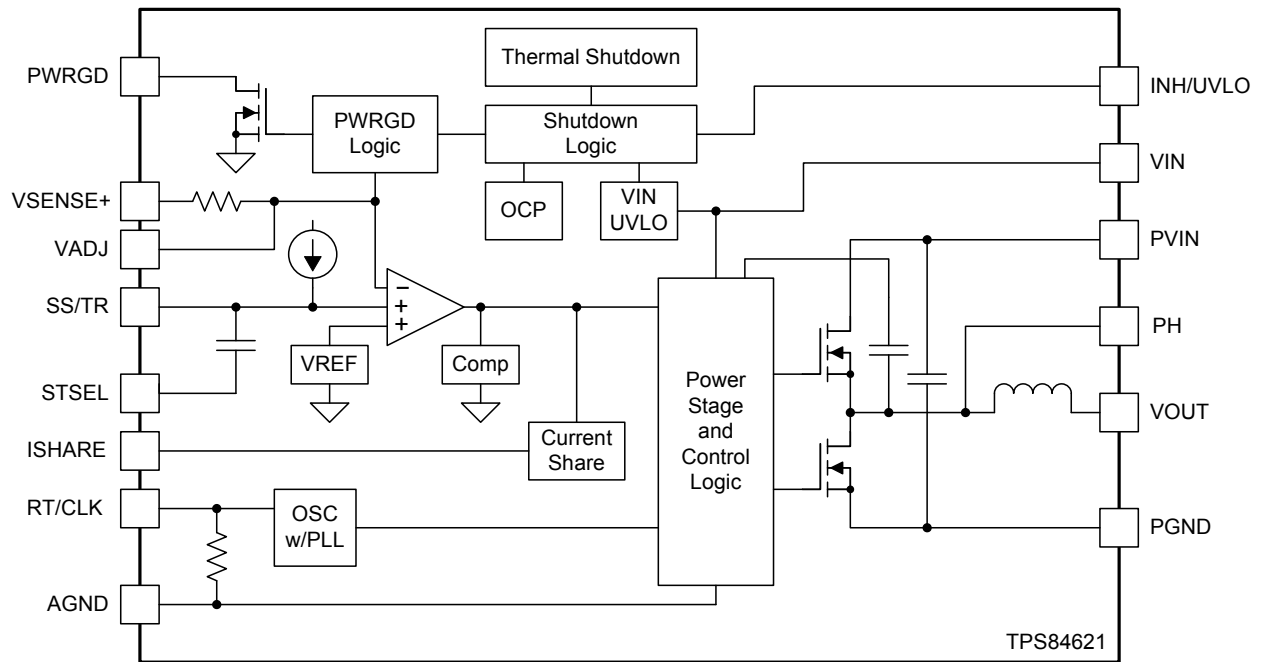 PWRGD
VSENSE+
VADJ
SS/TR
STSEL
ISHARE
RT/CLK
AGND
Thermal Shutdown
PWRGD
Logic
Shutdown
Logic
OCP
VIN
UVLO
−
+
+
VREF
Comp
Current
Share
OSC
w/PLL
Power
Stage
and
Control
Logic
INH/UVLO
VIN
PVIN
PH
VOUT
PGND
TPS84621